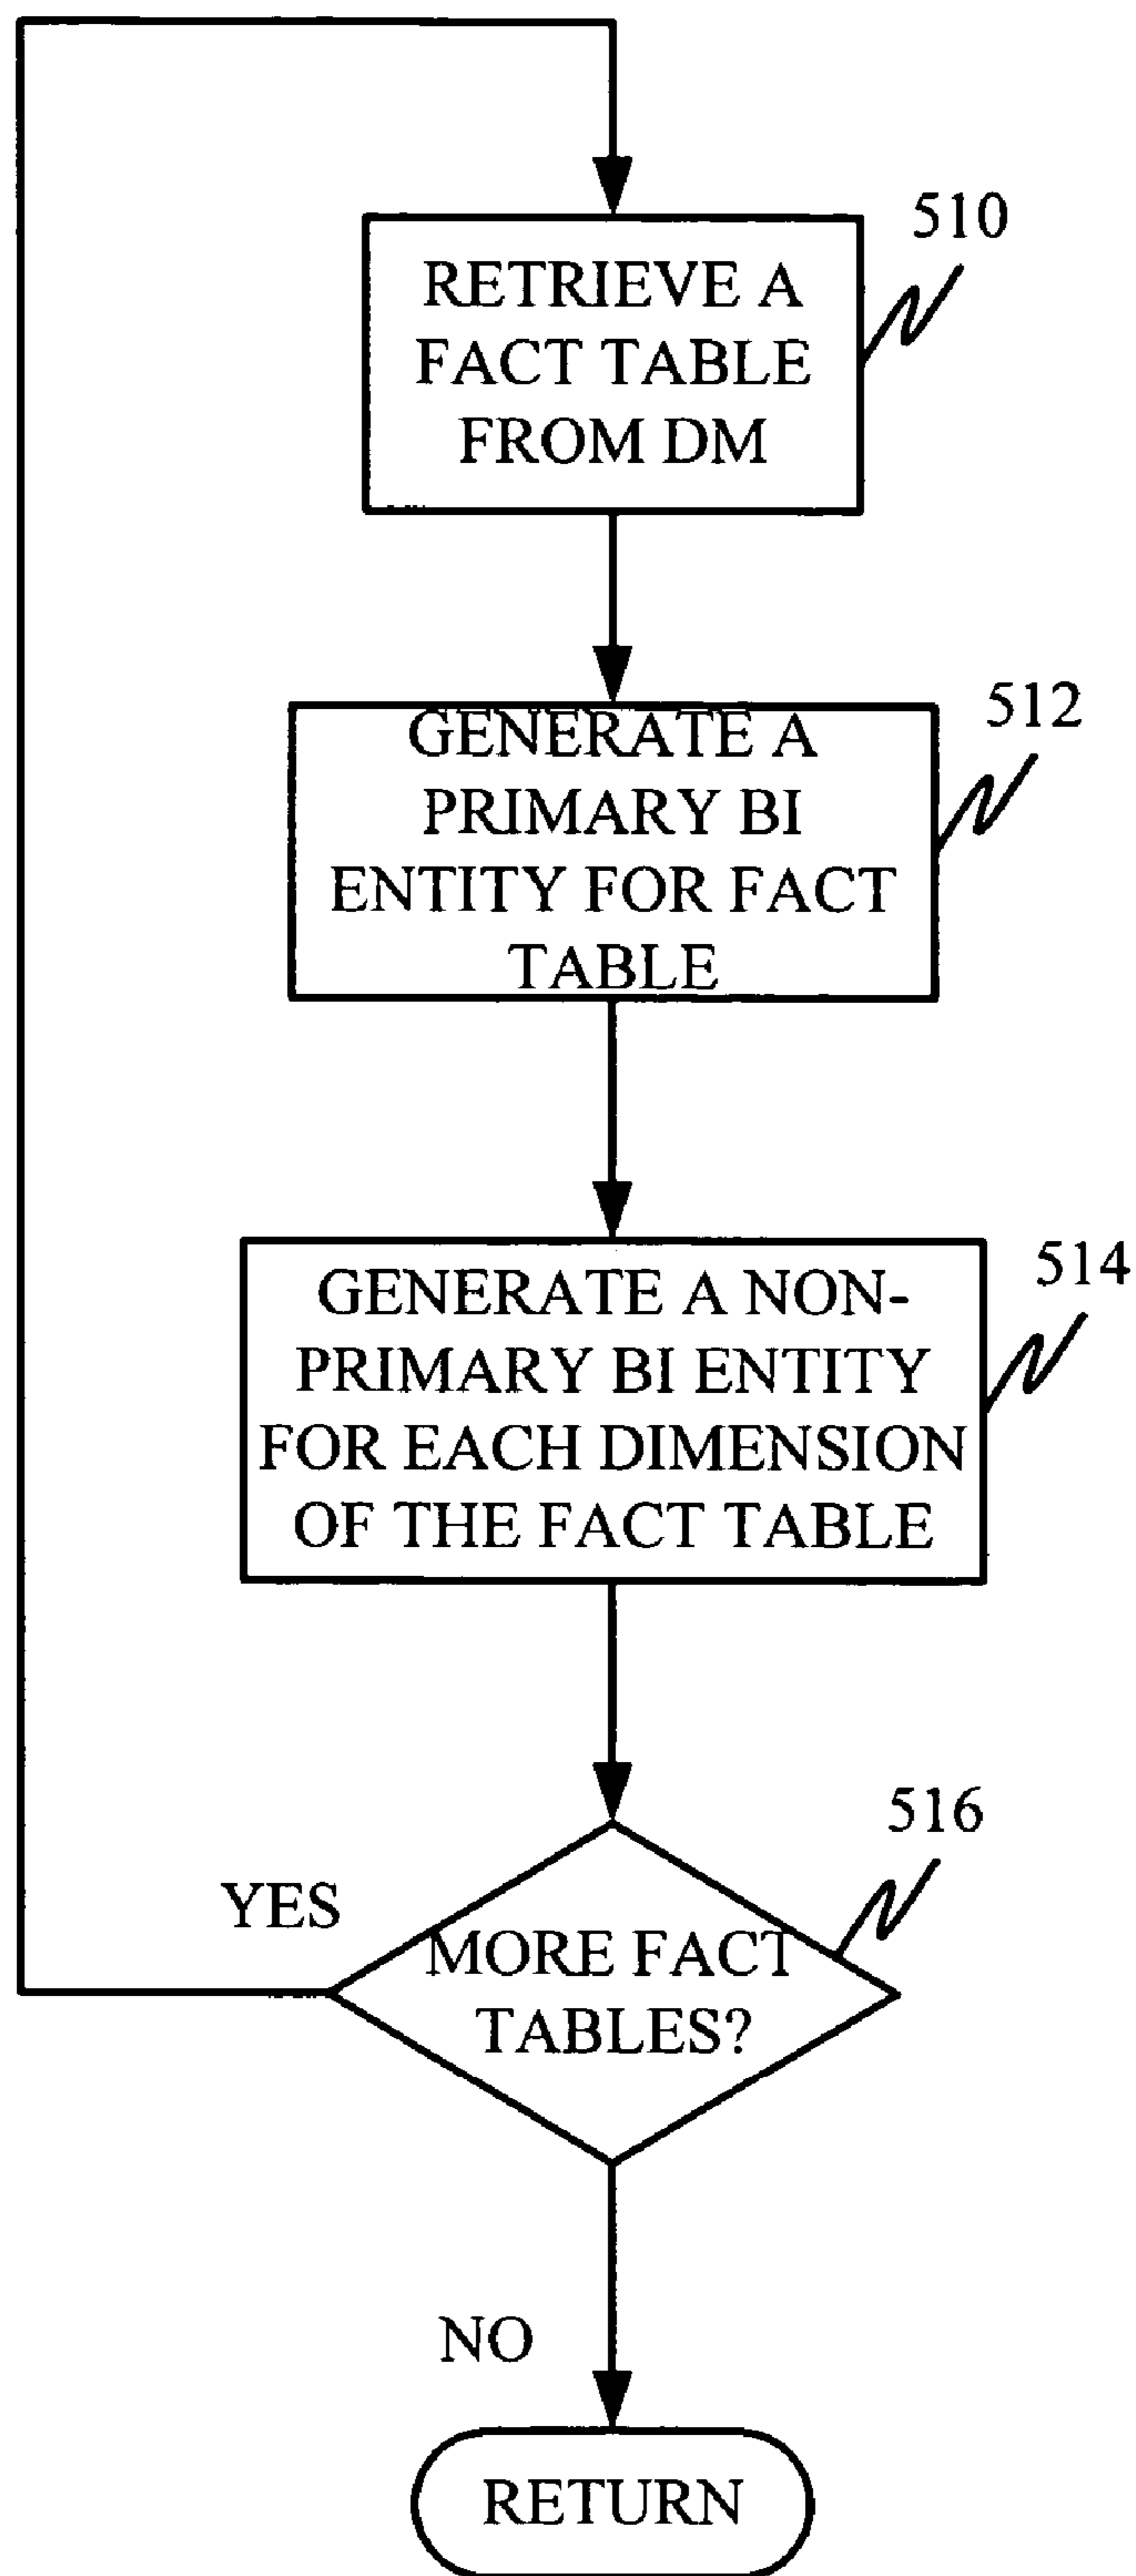 510
RETRIEVE A
FACT TABLE
FROM DM
512
GENERATE A
PRIMARY BI
ENTITY FOR FACT
TABLE
514
GENERATE A NON-
PRIMARY BI ENTITY
FOR EACH DIMENSION
OF THE FACT TABLE
516
YES
MORE FACT
TABLES?
NO
RETURN